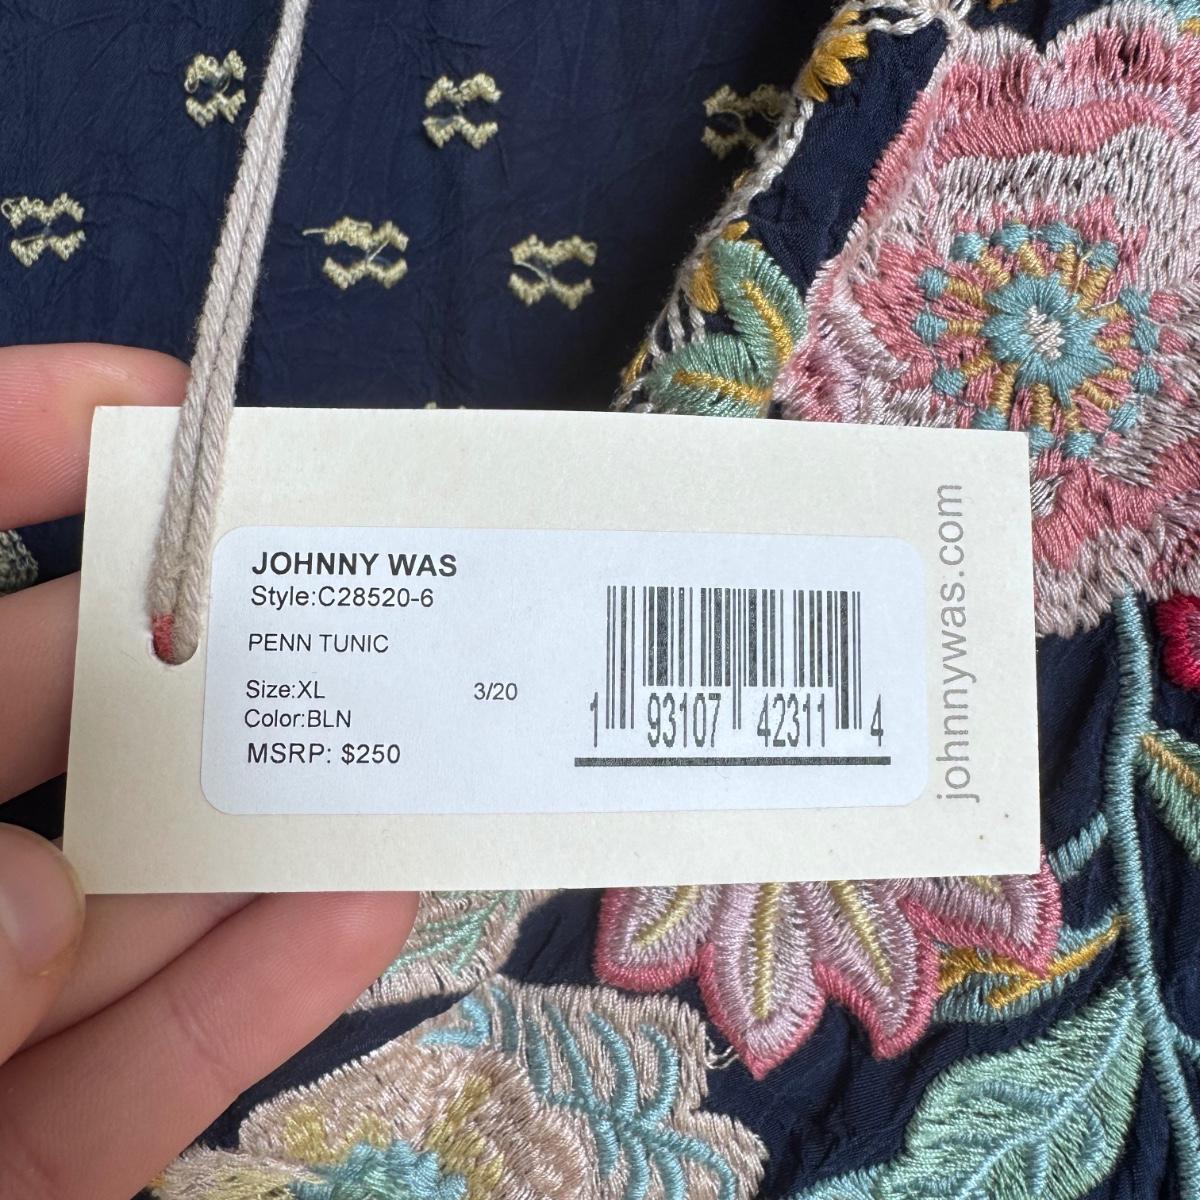 JOHNNY WAS
Style:C28520-6
PENN TUNIC
Size:XL 3/20
Color:BLN
MSRP: $250
1 93107 42311 4
johnnywas.com